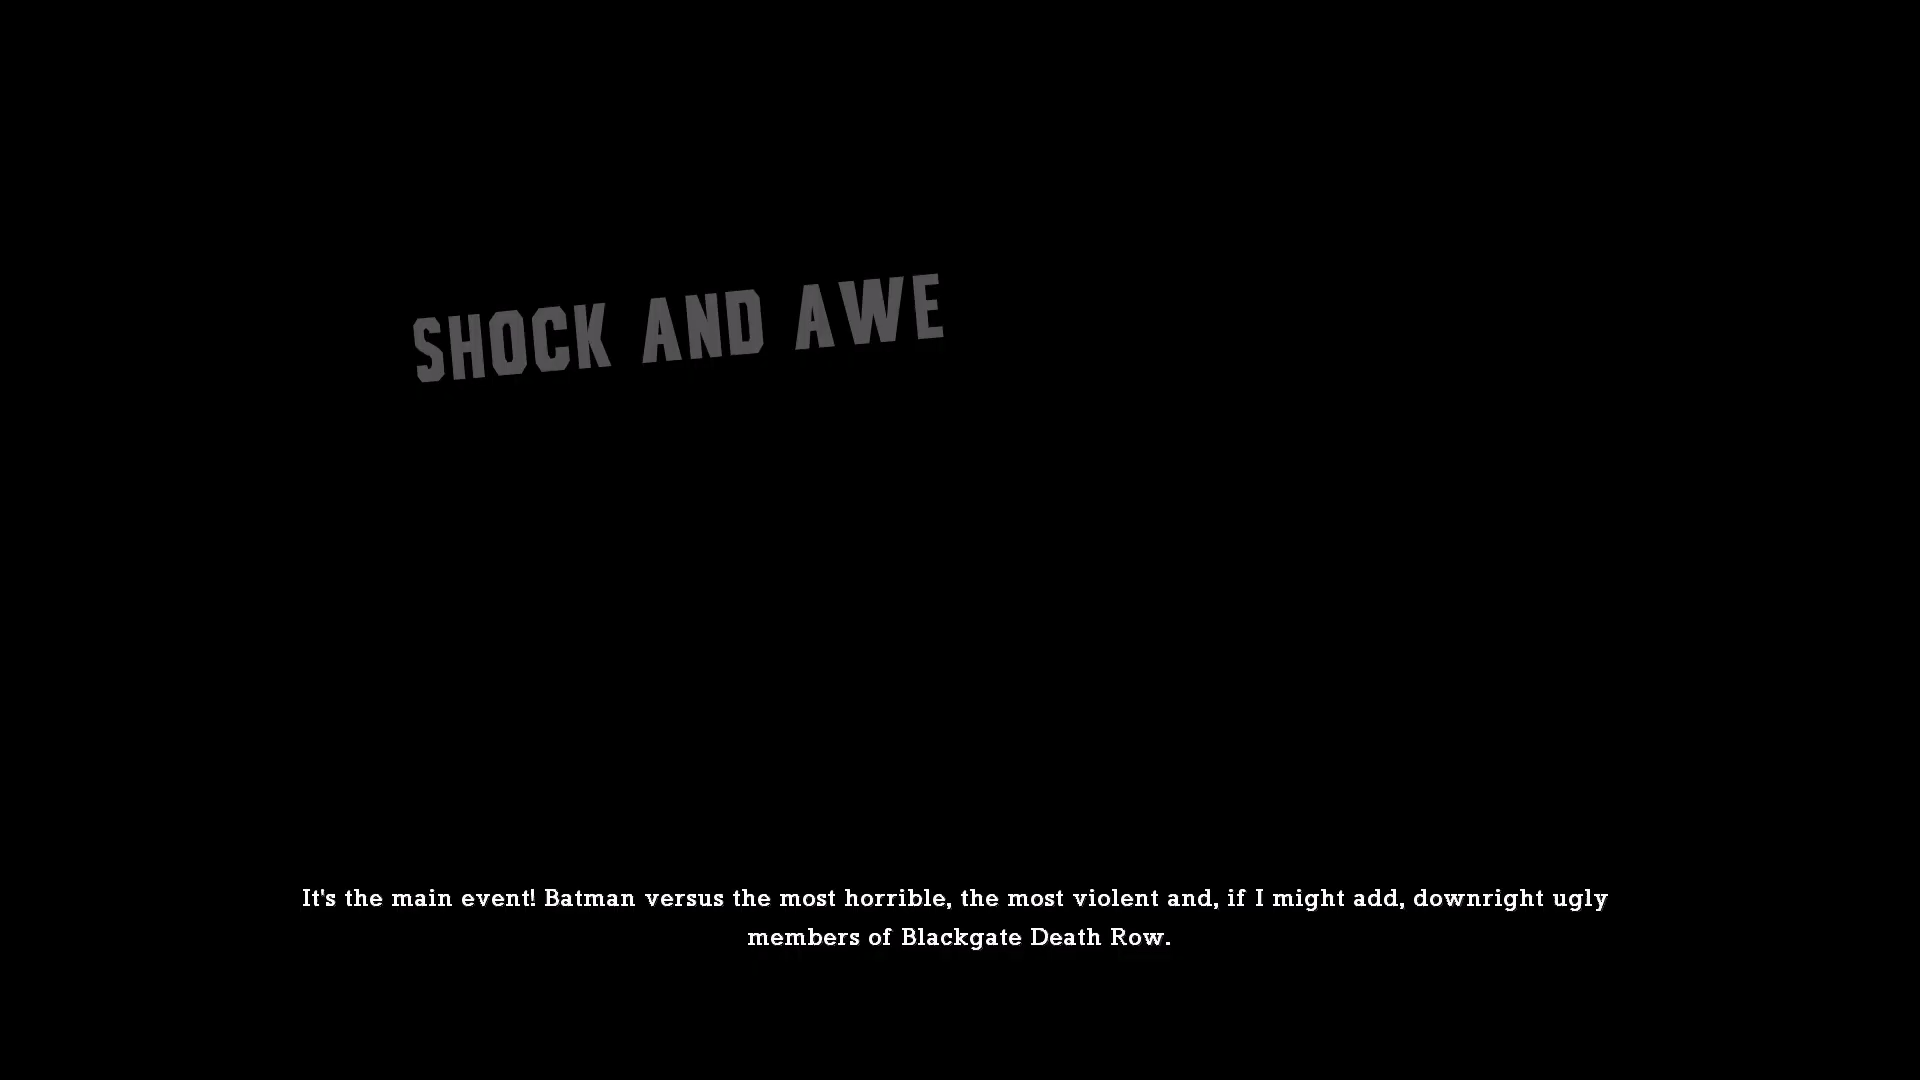 SHOCK AND AWE
It's the main event! Batman versus the most horrible, the most violent and, if I might add, downright ugly
members of Blackgate Death Row.